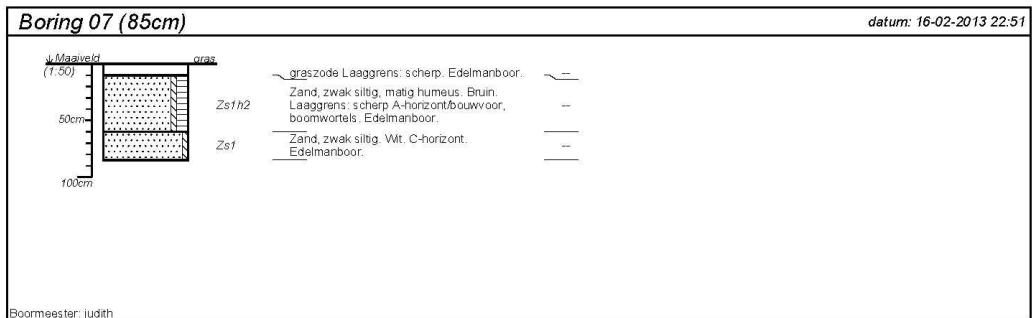 Boring 07 (85cm)
datum: 16-02-2013 22:51
↓ Maaiveld
gras
(1:50)
graszode Laaggrens: scherp. Edelmanboor.
--
Zs1h2
Zand, zwak siltig, matig humeus. Bruin.
Laaggrens: scherp A-horizont/bouwvoor,
boomwortels. Edelmanboor.
--
50cm
Zs1
Zand, zwak siltig. Wit. C-horizont.
Edelmanboor.
--
100cm
Boormeester: judith